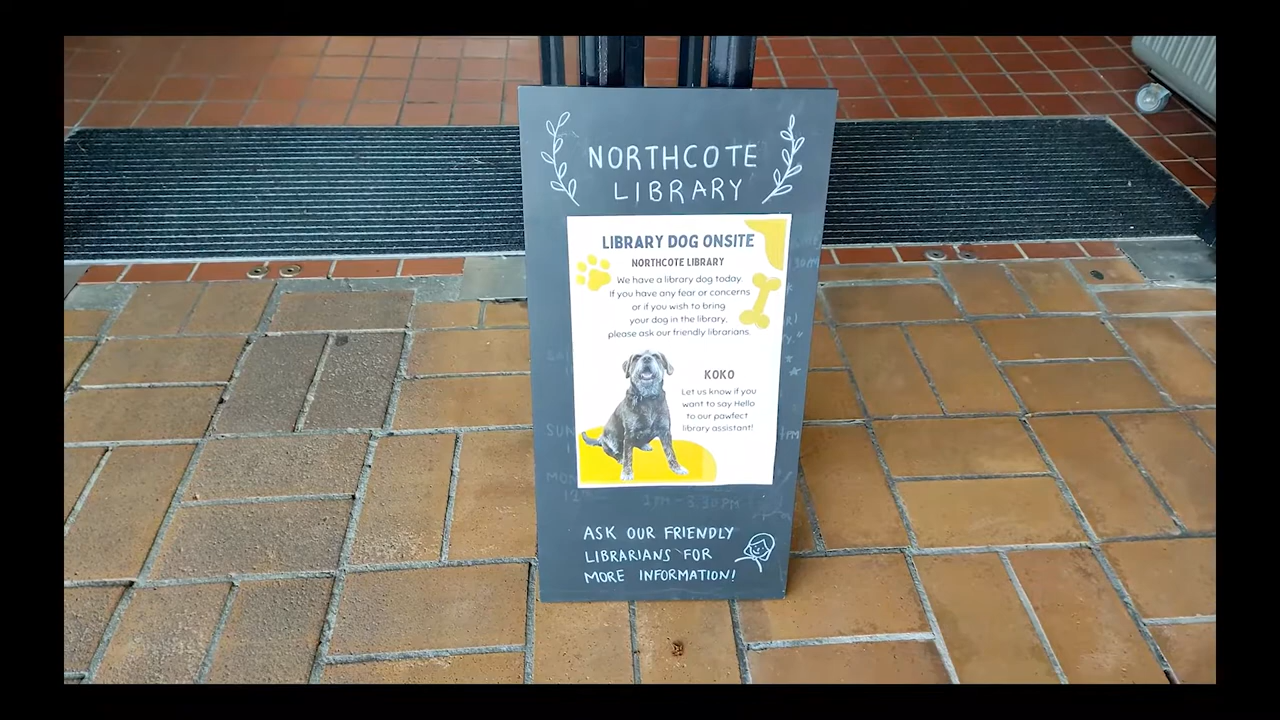 NORTHCOTE
LIBRARY
LIBRARY DOG ONSITE
NORTHCOTE LIBRARY
We have a library dog today.
If you have any fear or concerns
or if you wish to bring
your dog in the library,
please ask our friendly librarians.
KOKO
Let us know if you
want to say Hello
to our pawfect
library assistant!
1PM - 3.30PM
ASK OUR FRIENDLY
LIBRARIANS FOR
MORE INFORMATION!